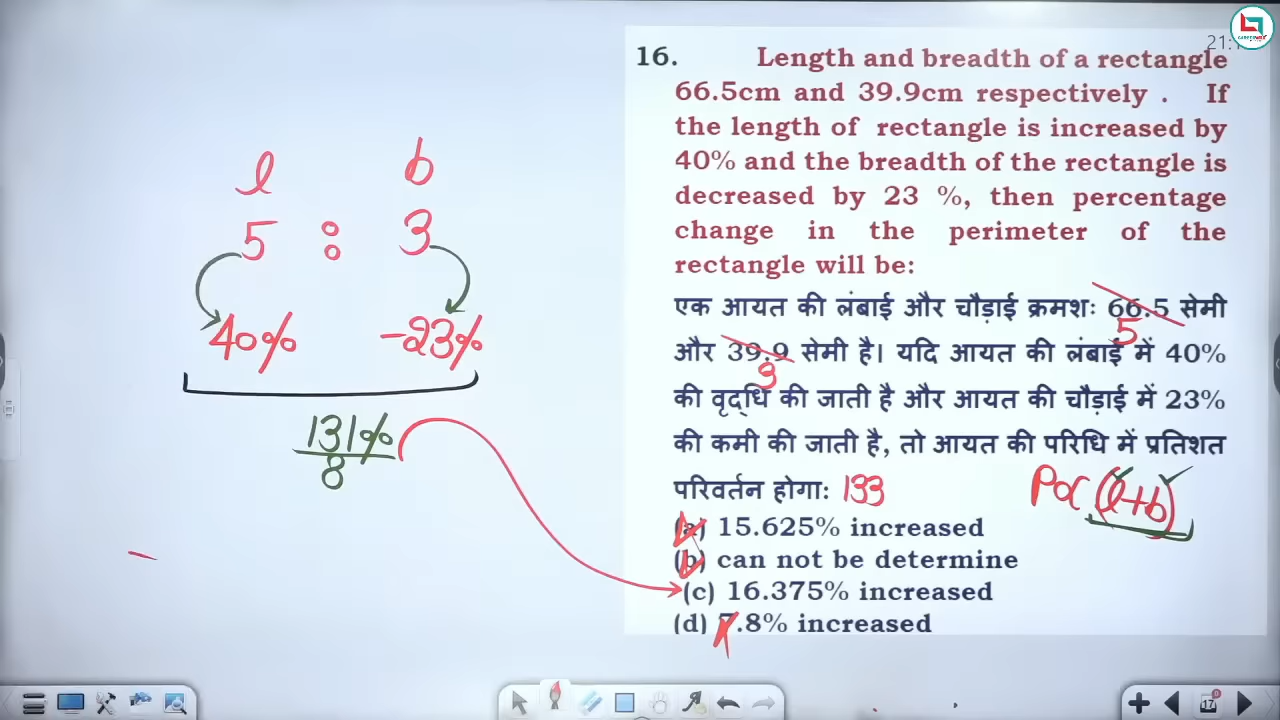 21:
16. Length and breadth of a rectangle
66.5cm and 39.9cm respectively . If
the length of rectangle is increased by
40% and the breadth of the rectangle is
decreased by 23 %, then percentage
change in the perimeter of the
rectangle will be:
एक आयत की लंबाई और चौड़ाई क्रमशः 66.5 सेमी
5
और 39.9 सेमी है। यदि आयत की लंबाई में 40%
3
की वृद्धि की जाती है और आयत की चौड़ाई में 23%
की कमी की जाती है, तो आयत की परिधि में प्रतिशत
परिवर्तन होगाः 133
P∝(l+b)
(a) 15.625% increased
(b) can not be determine
(c) 16.375% increased
(d) 7.8% increased
l b
5 : 3
40% -23%
131%
8
17